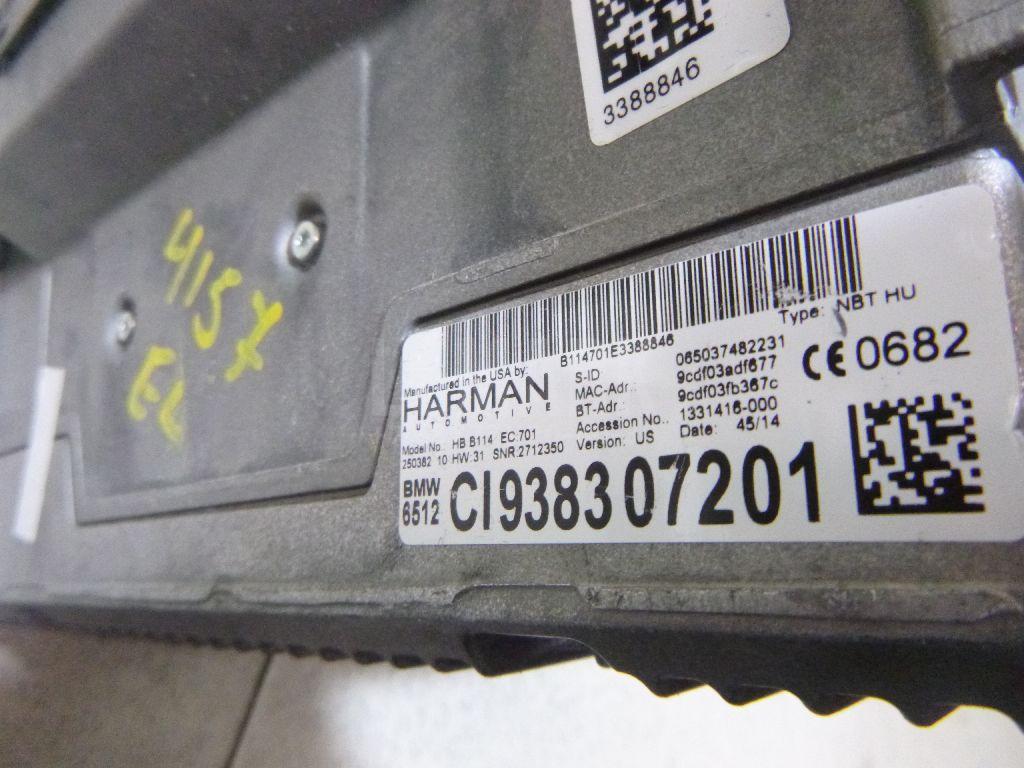 3388846
4157
EL
B114701E3388846
Type: NBT HU
Manufactured in the USA by:
HARMAN
AUTOMOTIVE
S-ID 065037482231
MAC-Adr.: 9cdf03adf677
BT-Adr.: 9cdf03fb367c
Accession No.. 1331416-000
Version: US Date: 45/14
CE 0682
Model No.: HB B114 EC:701
250382 10 HW:31 SNR:2712350
BMW
6512
CI938307201